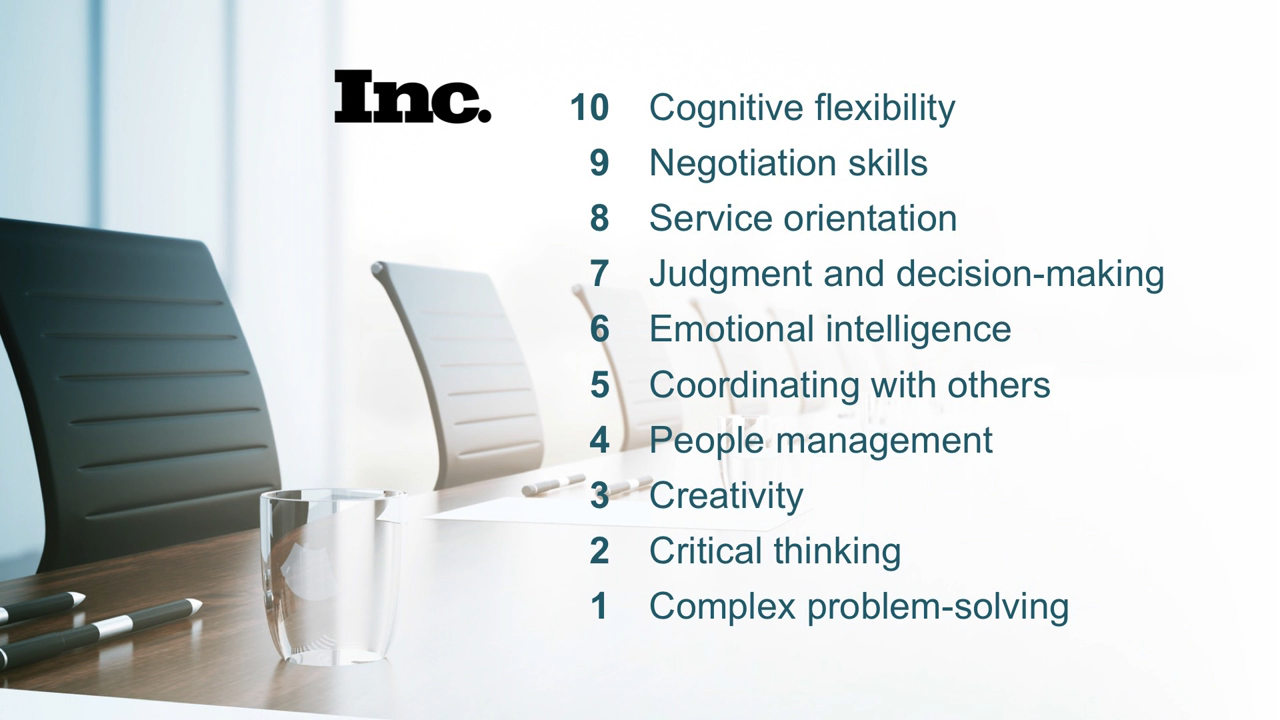 Inc.
10 Cognitive flexibility
9 Negotiation skills
8 Service orientation
7 Judgment and decision-making
6 Emotional intelligence
5 Coordinating with others
4 People management
3 Creativity
2 Critical thinking
1 Complex problem-solving